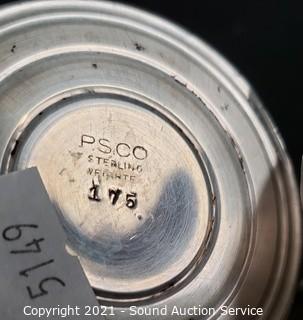 P.S.CO
STERLING
WEIGHTED
175
5149
Copyright 2021 - Sound Auction Service